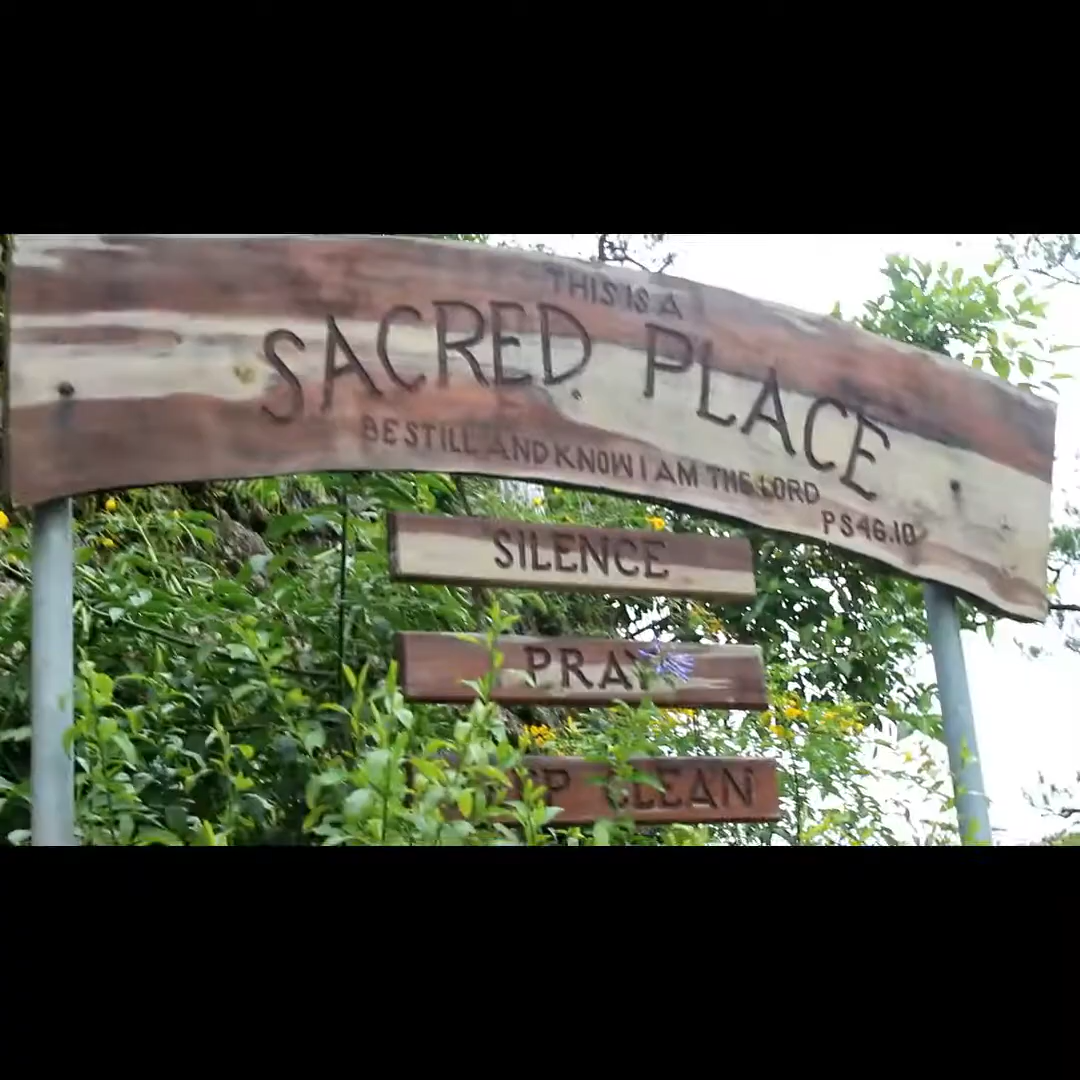 THIS IS A
SACRED PLACE
BE STILL AND KNOW I AM THE LORD
PS46.10
SILENCE
PRAY
CLEAN